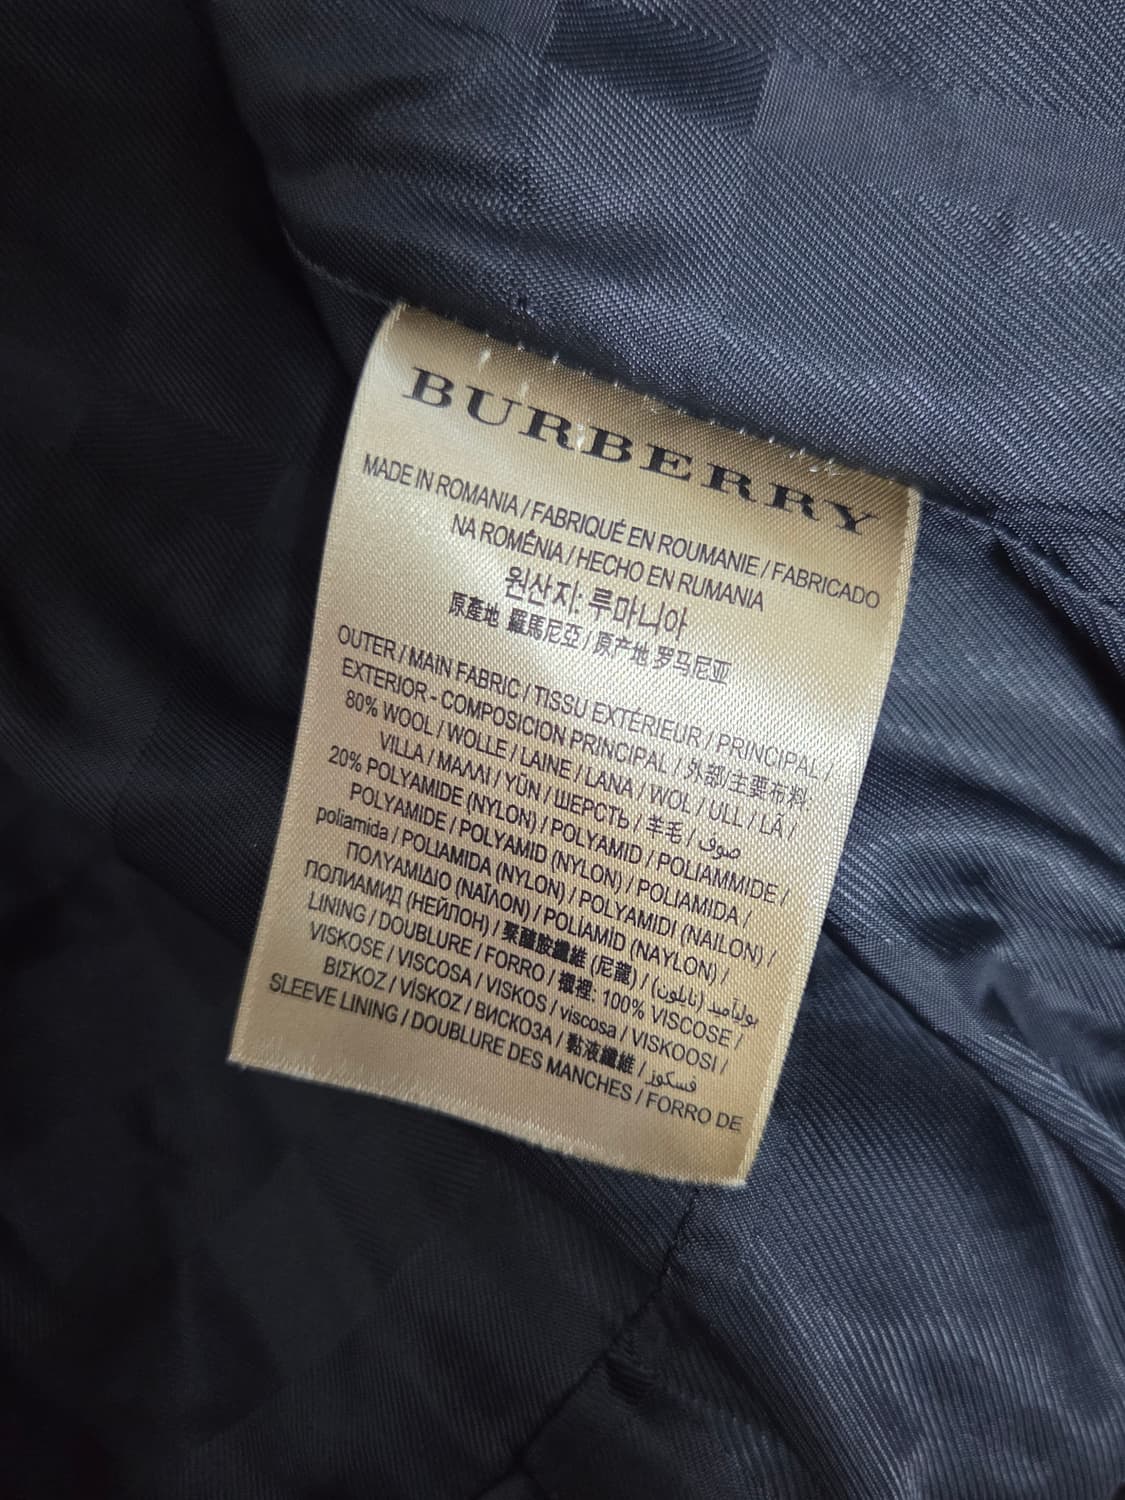 BURBERRY
MADE IN ROMANIA / FABRIQUÉ EN ROUMANIE / FABRICADO
NA ROMÊNIA / HECHO EN RUMANIA
원산지: 루마니아
原產地 羅馬尼亞 / 原产地 罗马尼亚
OUTER / MAIN FABRIC / TISSU EXTÉRIEUR / PRINCIPAL /
EXTERIOR - COMPOSICION PRINCIPAL / 外部/主要布料:
80% WOOL / WOLLE / LAINE / LANA / WOL / ULL / LÃ /
VILLA / ΜΑΛΛΙ / YÜN / ШЕРСТЬ / 羊毛 / صوف
20% POLYAMIDE (NYLON) / POLYAMID / POLIAMMIDE /
POLYAMIDE / POLYAMID (NYLON) / POLIAMIDA /
poliamida / POLIAMIDA (NYLON) / POLYAMIDI (NAILON) /
ΠΟΛΥΑΜΙΔΙΟ (ΝΑΪΛΟΝ) / POLİAMİD (NAYLON) /
ПОЛИАМИД (НЕЙЛОН) / 聚醯胺纖維 (尼龍) / بولیآمید (نایلون)
LINING / DOUBLURE / FORRO / 襯裡: 100% VISCOSE /
VISKOSE / VISCOSA / VISKOS / viscosa / VISKOOSI /
ΒΙΣΚΟΖ / VİSKOZ / ВИСКОЗА / 黏液纖維 / فسكوز
SLEEVE LINING / DOUBLURE DES MANCHES / FORRO DE